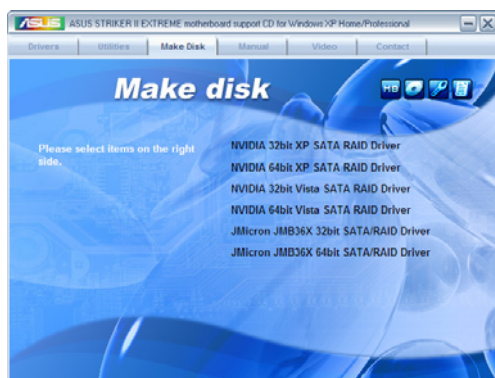 ASUS STRIKER II EXTREME motherboard support CD for Windows XP Home/Professional
Drivers Utilities Make Disk Manual Video Contact
Make disk
Please select items on the right side.
NVIDIA 32bit XP SATA RAID Driver
NVIDIA 64bit XP SATA RAID Driver
NVIDIA 32bit Vista SATA RAID Driver
NVIDIA 64bit Vista SATA RAID Driver
JMicron JMB36X 32bit SATA/RAID Driver
JMicron JMB36X 64bit SATA/RAID Driver